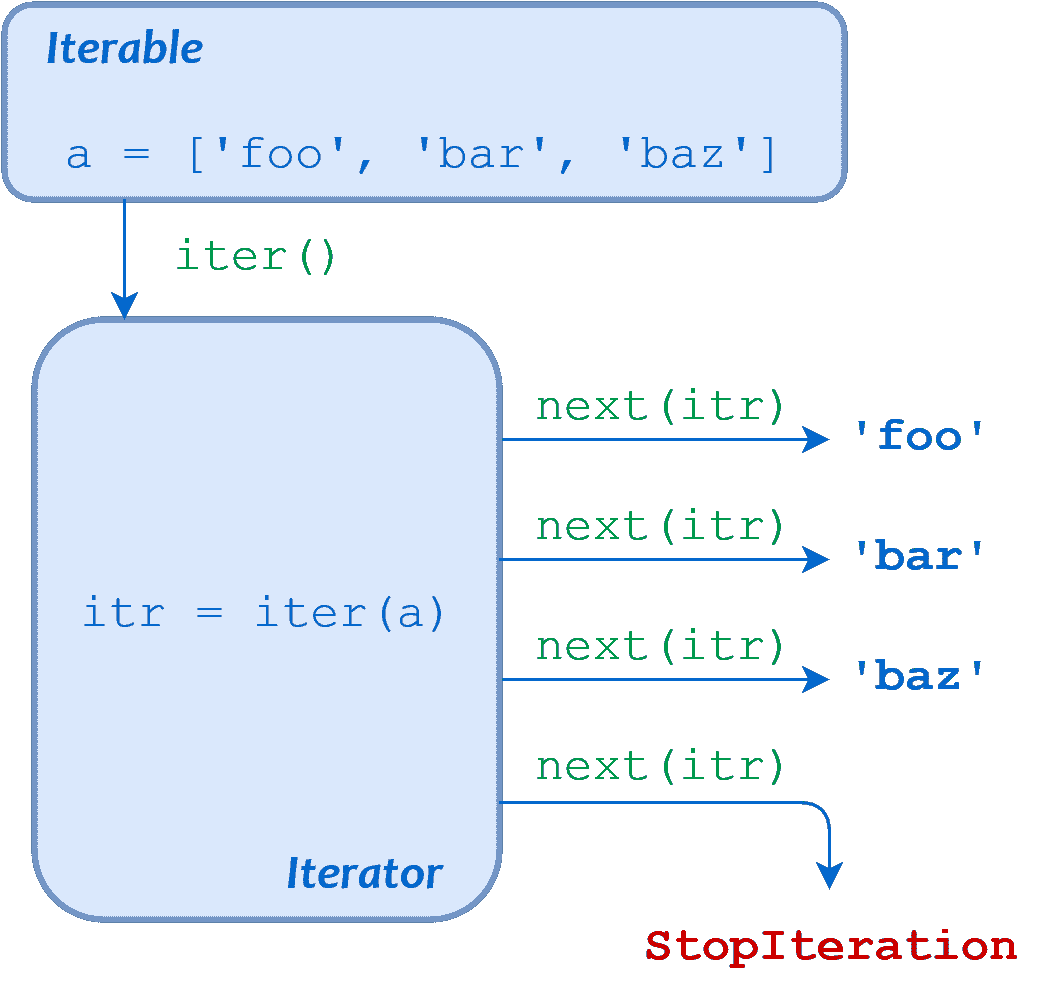 Iterable
a = ['foo', 'bar', 'baz']
iter()
next(itr)
'foo'
next(itr)
'bar'
itr = iter(a)
next(itr)
'baz'
next(itr)
Iterator
StopIteration